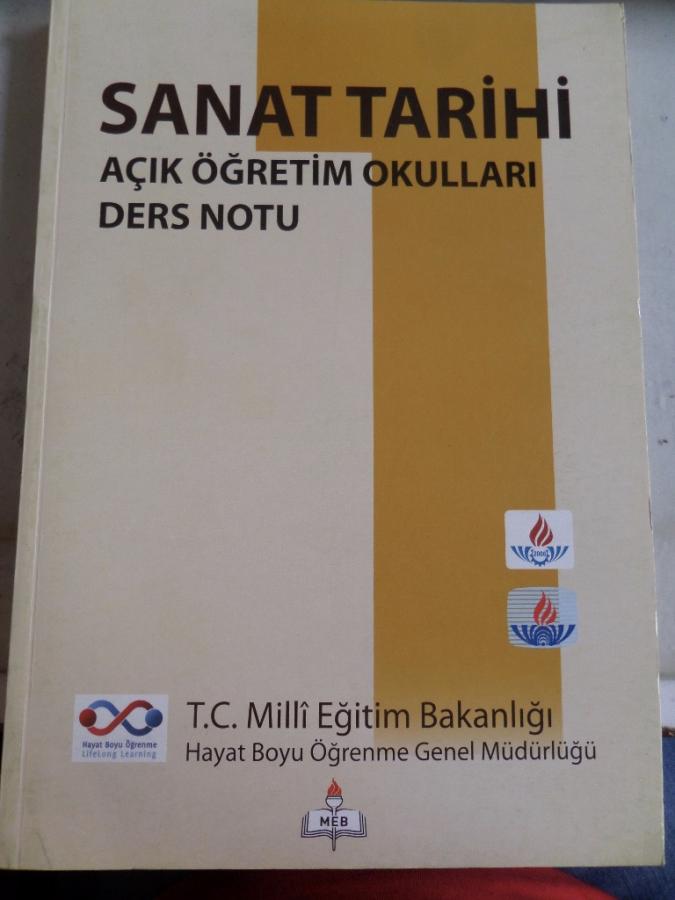 SANAT TARİHİ
AÇIK ÖĞRETİM OKULLARI
DERS NOTU
2000
T.C. Millî Eğitim Bakanlığı
Hayat Boyu Öğrenme Genel Müdürlüğü
Hayat Boyu Öğrenme
LifeLong Learning
MEB